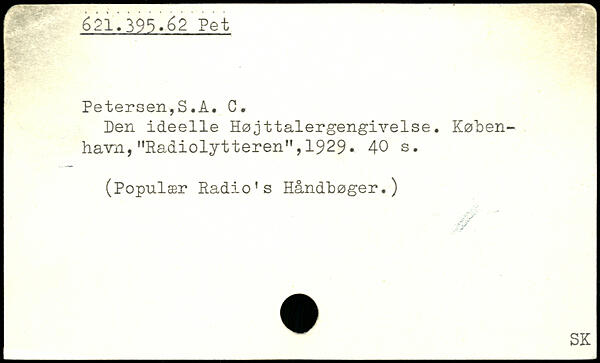 621.395.62 Pet
Petersen,S.A. C.
Den ideelle Højttalergengivelse. Køben-
havn,"Radiolytteren",1929. 40 s.
(Populær Radio's Håndbøger.)
SK